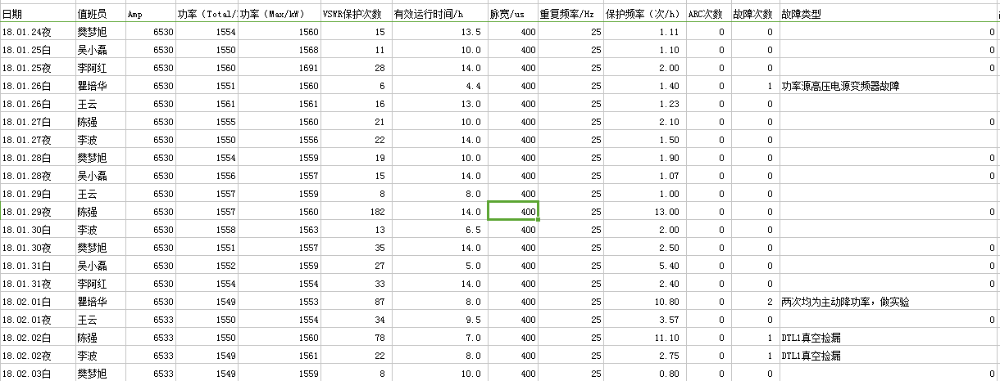 日期 值班员 Amp 功率（Total/ 功率（Max/kW） VSWR保护次数 有效运行时间/h 脉宽/us 重复频率/Hz 保护频率（次/h） ARC次数 故障次数 故障类型
18.01.24夜 樊梦旭 6530 1554 1560 15 13.5 400 25 1.11 0 0 0
18.01.25白 吴小磊 6530 1550 1568 11 10.0 400 25 1.10 0 0 0
18.01.25夜 李阿红 6530 1560 1691 28 14.0 400 25 2.00 0 0 0
18.01.26白 瞿培华 6530 1551 1560 6 4.4 400 25 1.40 0 1 功率源高压电源变频器故障
18.01.26白 王云 6530 1561 1561 16 13.0 400 25 1.23 0 0
18.01.27白 陈强 6530 1555 1560 21 10.0 400 25 2.10 0 0 0
18.01.27夜 李波 6530 1550 1556 22 14.0 400 25 1.50 0 0
18.01.28白 樊梦旭 6530 1554 1559 19 10.0 400 25 1.90 0 0 0
18.01.28夜 吴小磊 6530 1556 1557 15 14.0 400 25 1.07 0 0 0
18.01.29白 王云 6530 1557 1559 8 8.0 400 25 1.00 0 0
18.01.29夜 陈强 6530 1557 1560 182 14.0 400 25 13.00 0 0 0
18.01.30白 李波 6530 1558 1563 13 6.5 400 25 2.00 0 0
18.01.30夜 樊梦旭 6530 1551 1557 35 14.0 400 25 2.50 0 0 0
18.01.31白 吴小磊 6530 1552 1559 27 5.0 400 25 5.40 0 0 0
18.01.31夜 李阿红 6530 1554 1554 33 14.0 400 25 2.40 0 0 0
18.02.01白 瞿培华 6530 1549 1553 87 8.0 400 25 10.80 0 2 两次均为主动降功率，做实验
18.02.01夜 王云 6533 1550 1554 34 9.5 400 25 3.57 0 0 0
18.02.02白 陈强 6533 1550 1560 78 7.0 400 25 11.10 0 1 DTL1真空捡漏
18.02.02夜 李波 6533 1549 1561 22 8.0 400 25 2.75 0 1 DTL1真空捡漏
18.02.03白 樊梦旭 6533 1549 1559 8 10.0 400 25 0.80 0 0 0